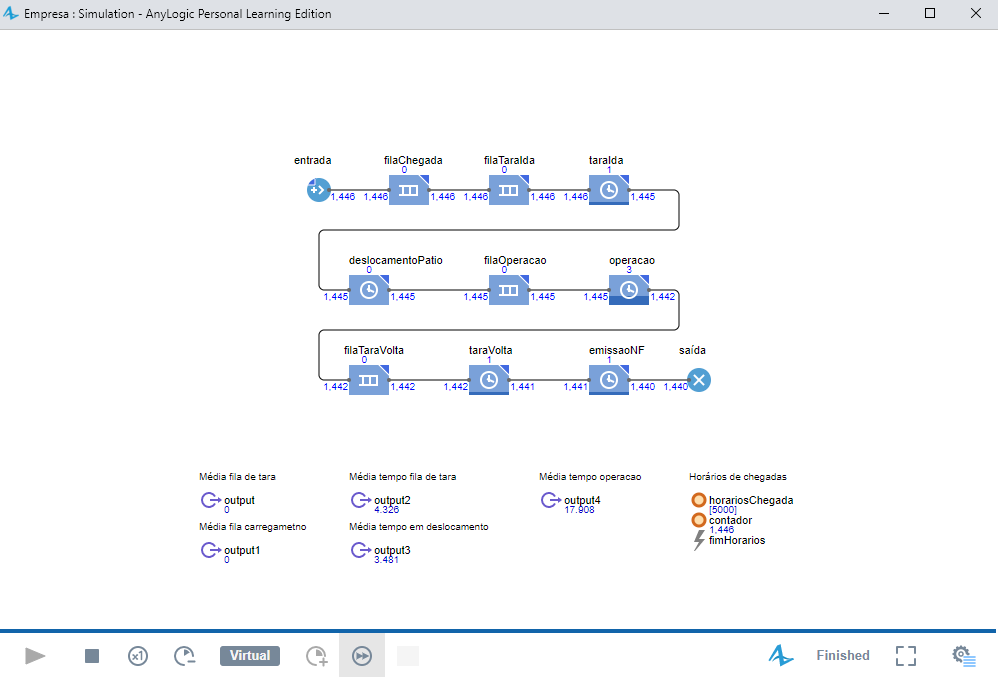 Empresa : Simulation - AnyLogic Personal Learning Edition
entrada filaChegada filaTaraIda taraIda
0 0 1
1,446 1,446 1,446 1,446 1,446 1,446 1,445
deslocamentoPatio filaOperacao operacao
0 0 3
1,445 1,445 1,445 1,445 1,445 1,442
filaTaraVolta taraVolta emissaoNF saída
0 1 1
1,442 1,442 1,442 1,441 1,441 1,440 1,440
Média fila de tara Média tempo fila de tara Média tempo operacao Horários de chegadas
output output2 output4 horariosChegada
0 4.326 17.908 [5000]
contador
Média fila carregametno Média tempo em deslocamento
1,446
output1 output3 fimHorarios
0 3.481
x1 Virtual Finished